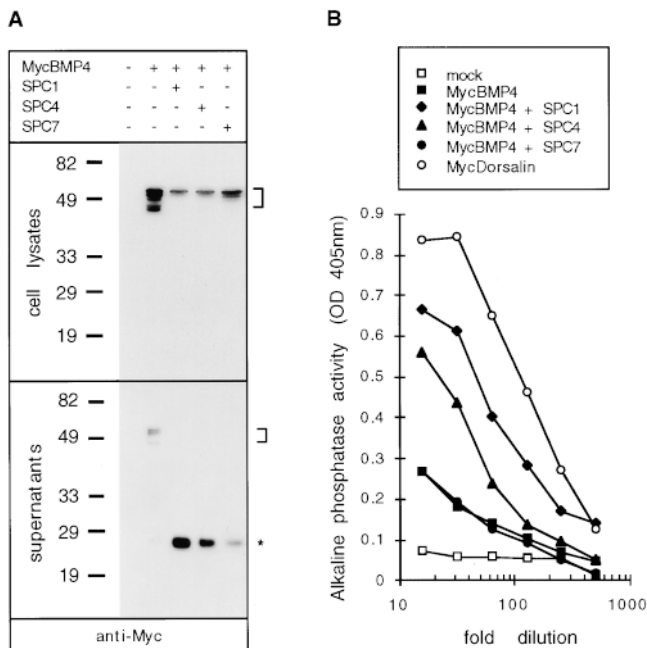 A
MycBMP4 - + + + +
SPC1 - - + - -
SPC4 - - - + -
SPC7 - - - - +
82
49
33
29
19
cell lysates
82
49
33
29
19
supernatants
*
anti-Myc
B
mock
MycBMP4
MycBMP4 + SPC1
MycBMP4 + SPC4
MycBMP4 + SPC7
MycDorsalin
Alkaline phosphatase activity (OD 405nm)
0.9
0.8
0.7
0.6
0.5
0.4
0.3
0.2
0.1
0
10 100 1000
fold dilution